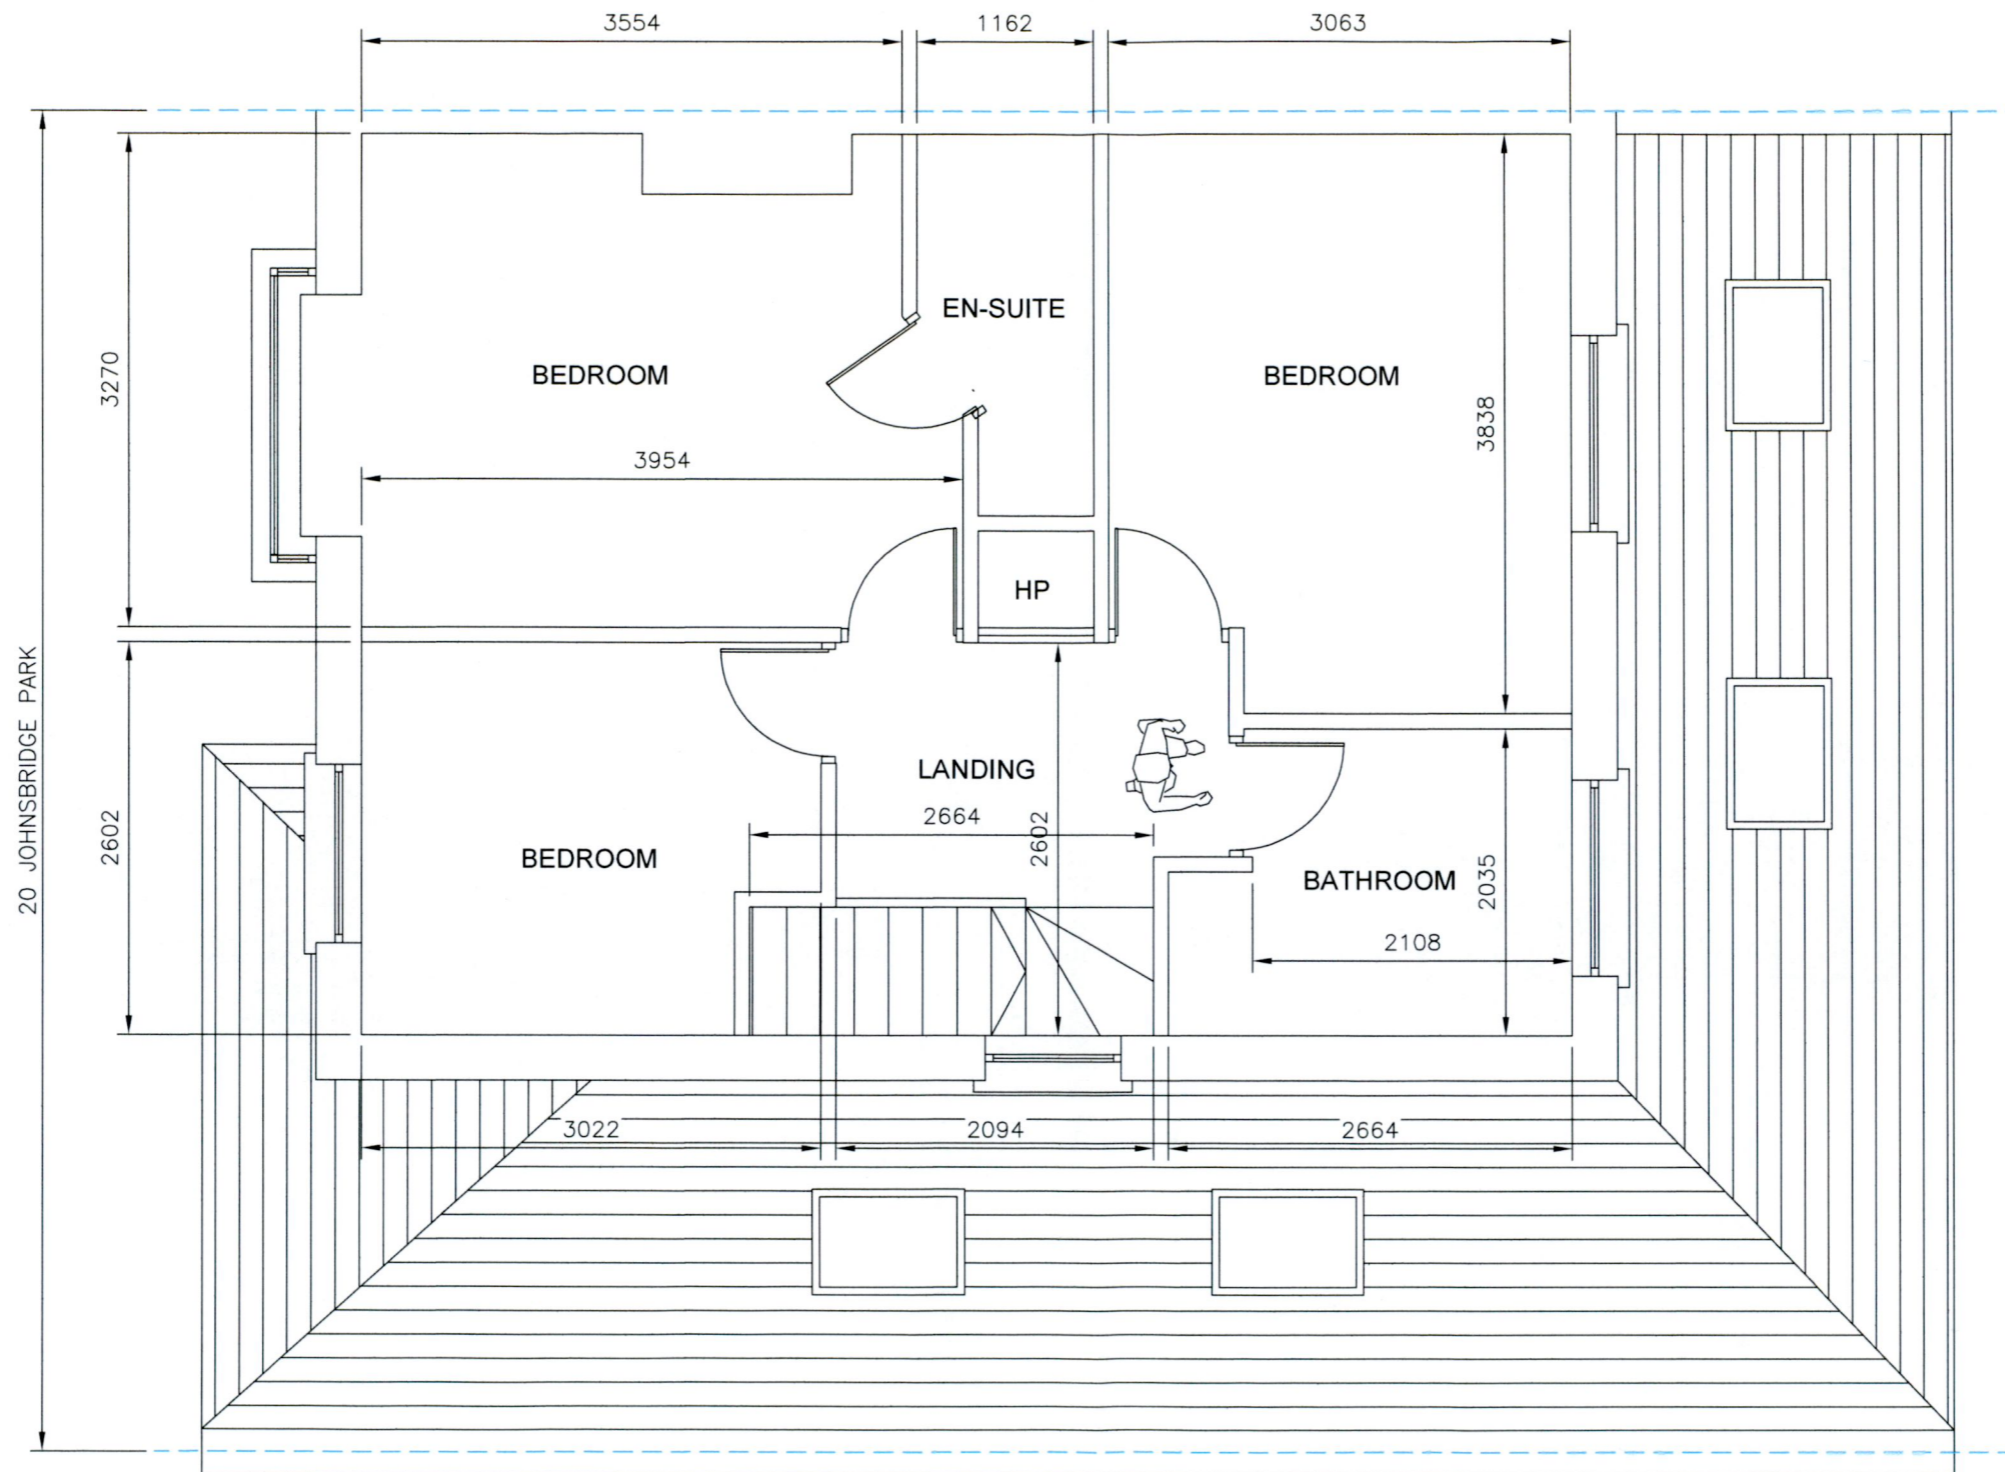 3554
1162
3063
EN-SUITE
BEDROOM
BEDROOM
3270
3838
3954
HP
20 JOHNSBRIDGE PARK
LANDING
2664
2602
2602
BEDROOM
BATHROOM
2035
2108
3022
2094
2664